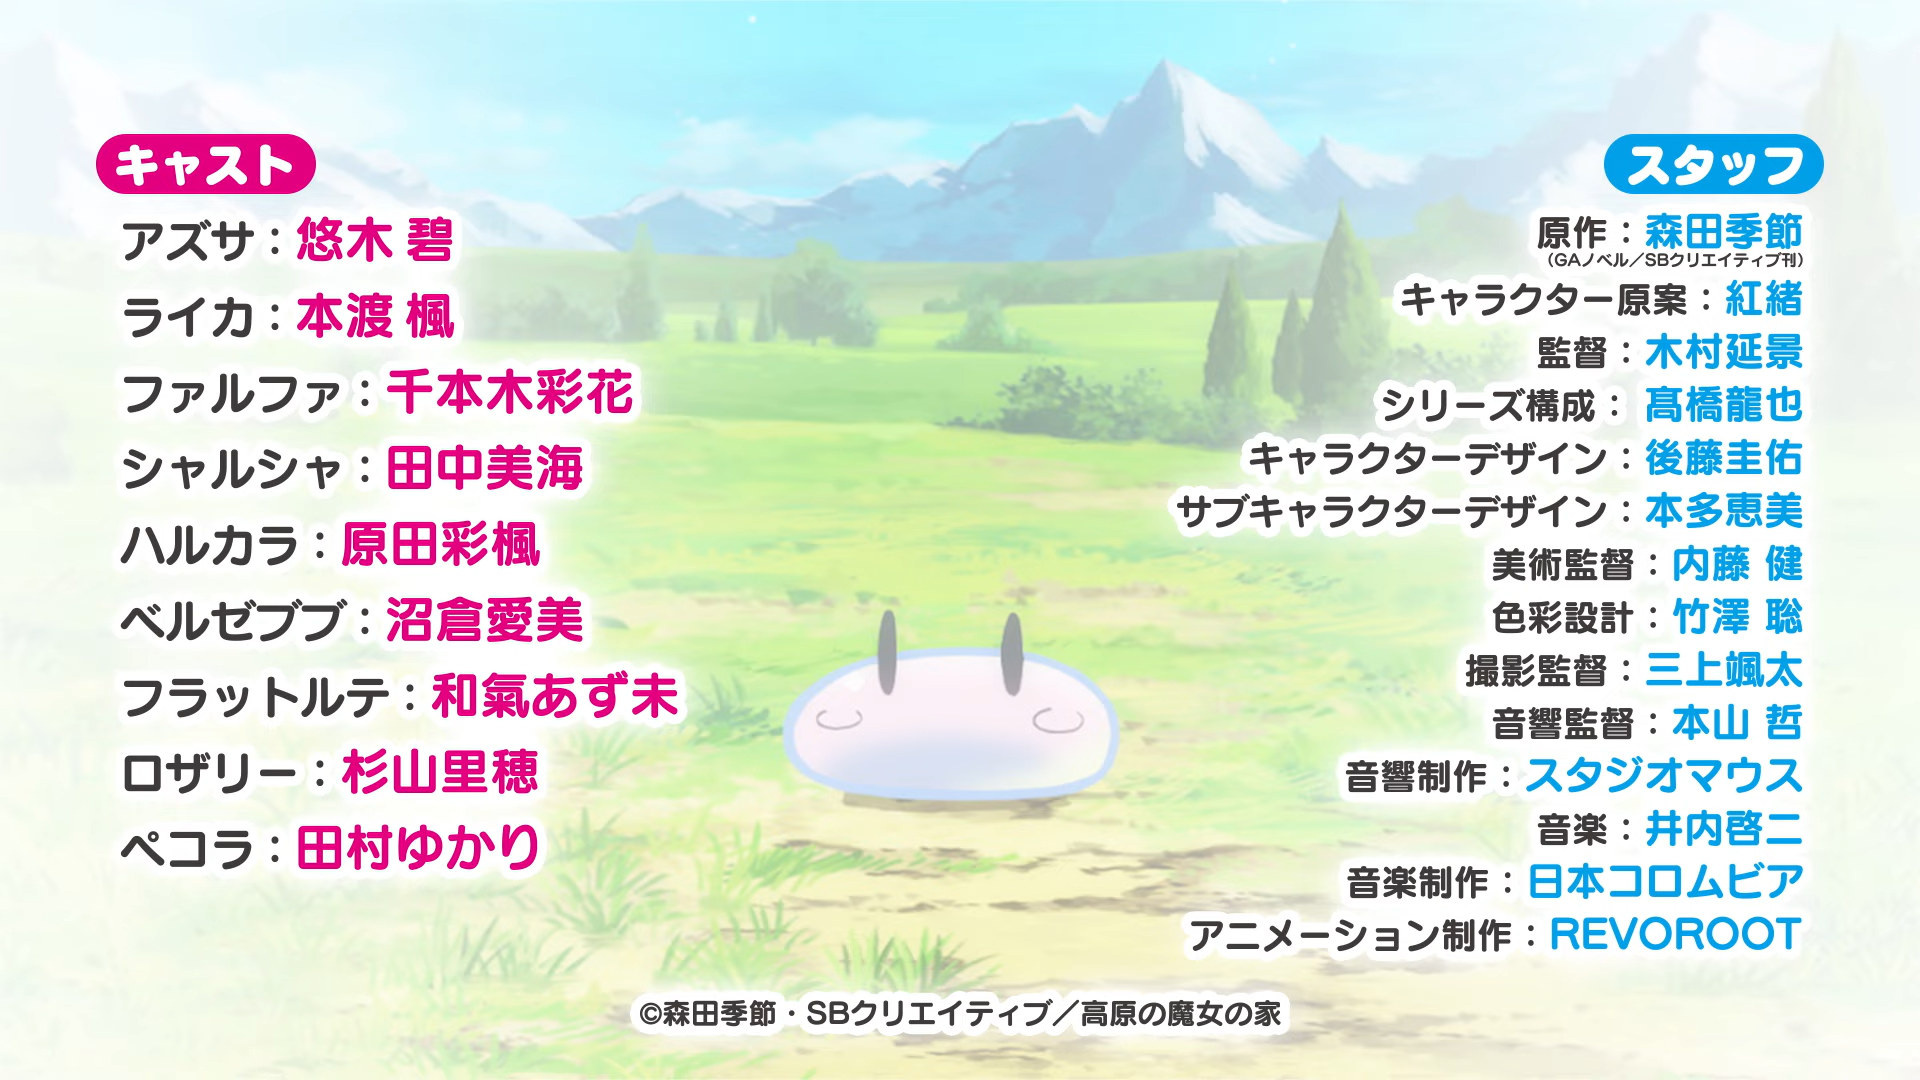 キャスト
アズサ：悠木 碧
ライカ：本渡 楓
ファルファ：千本木彩花
シャルシャ：田中美海
ハルカラ：原田彩楓
ベルゼブブ：沼倉愛美
フラットルテ：和氣あず未
ロザリー：杉山里穂
ペコラ：田村ゆかり
スタッフ
原作：森田季節
（GAノベル／SBクリエイティブ刊）
キャラクター原案：紅緒
監督：木村延景
シリーズ構成：髙橋龍也
キャラクターデザイン：後藤圭佑
サブキャラクターデザイン：本多恵美
美術監督：内藤 健
色彩設計：竹澤 聡
撮影監督：三上颯太
音響監督：本山 哲
音響制作：スタジオマウス
音楽：井内啓二
音楽制作：日本コロムビア
アニメーション制作：REVOROOT
©森田季節・SBクリエイティブ／高原の魔女の家